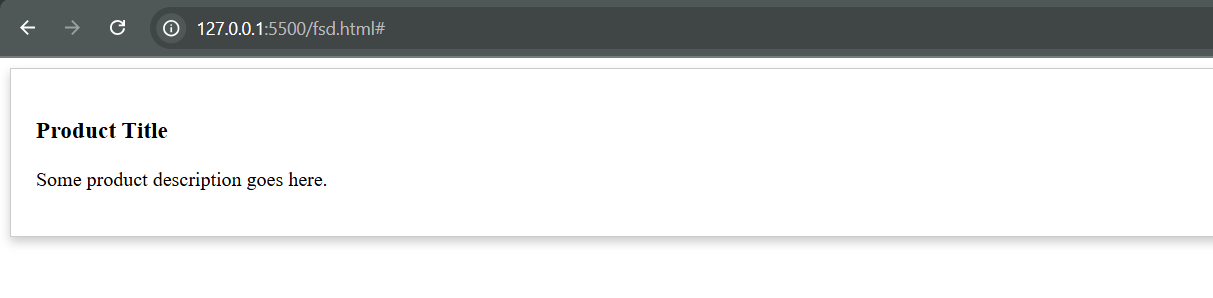 127.0.0.1:5500/fsd.html#
Product Title
Some product description goes here.